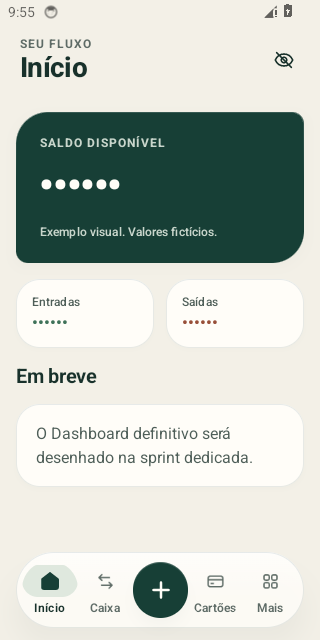 9:55
SEU FLUXO
Início
SALDO DISPONÍVEL
••••••
Exemplo visual. Valores fictícios.
Entradas
••••••
Saídas
••••••
Em breve
O Dashboard definitivo será
desenhado na sprint dedicada.
Início
Caixa
Cartões
Mais